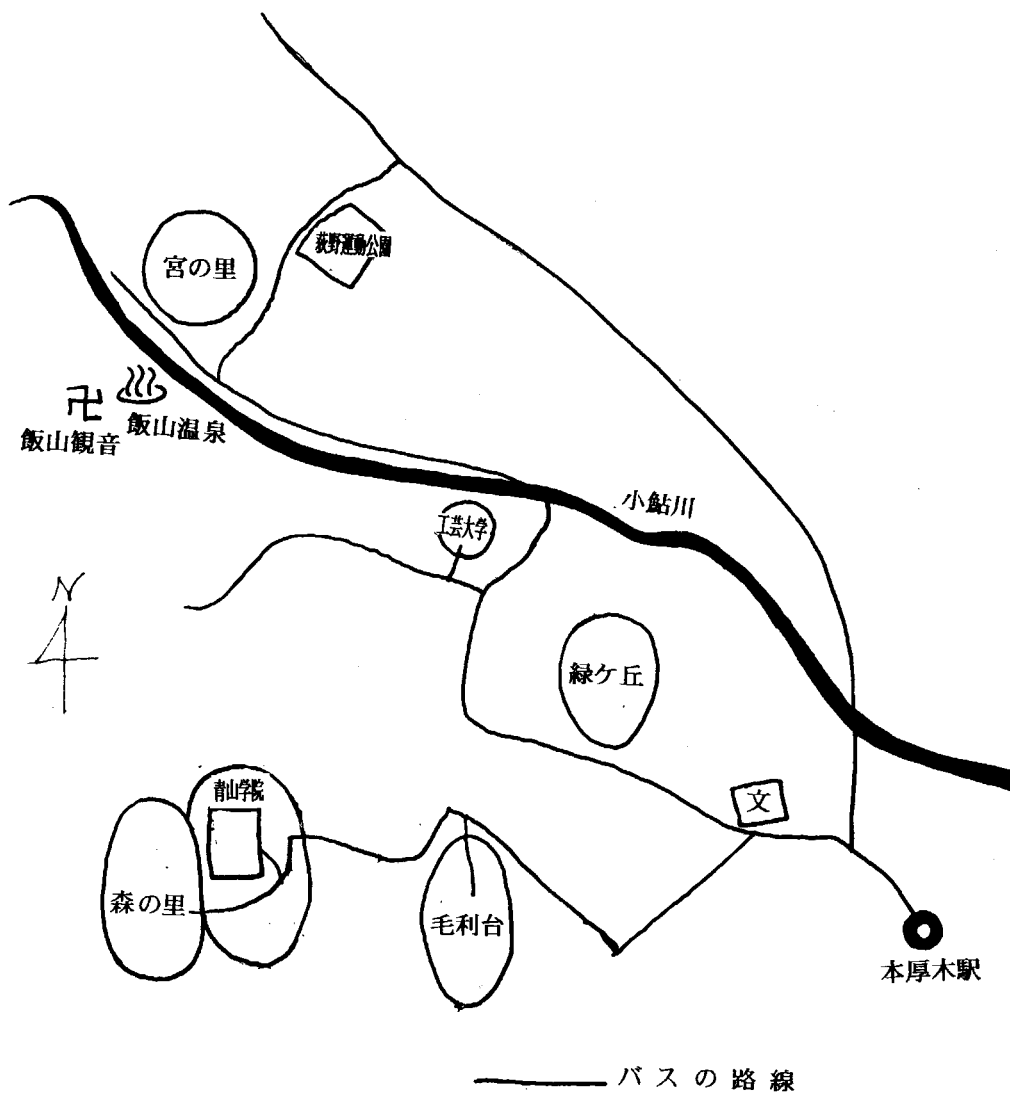 荻野運動公園
宮の里
飯山温泉
飯山観音
小鮎川
工芸大学
N
緑ケ丘
青山学院
文
森の里
毛利台
本厚木駅
バスの路線